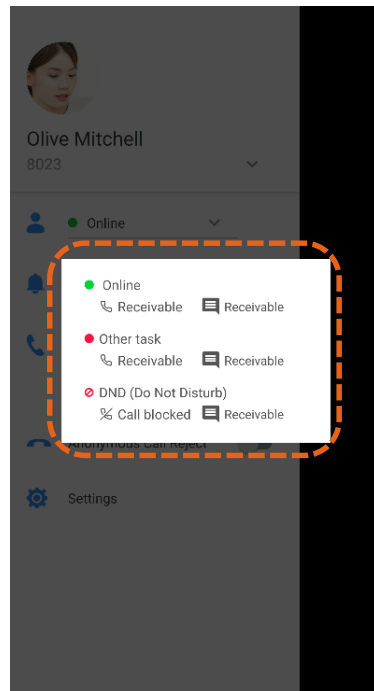 Olive Mitchell
8023
Online
Online
Receivable Receivable
Other task
Receivable Receivable
DND (Do Not Disturb)
Call blocked Receivable
Anonymous Call Reject
Settings